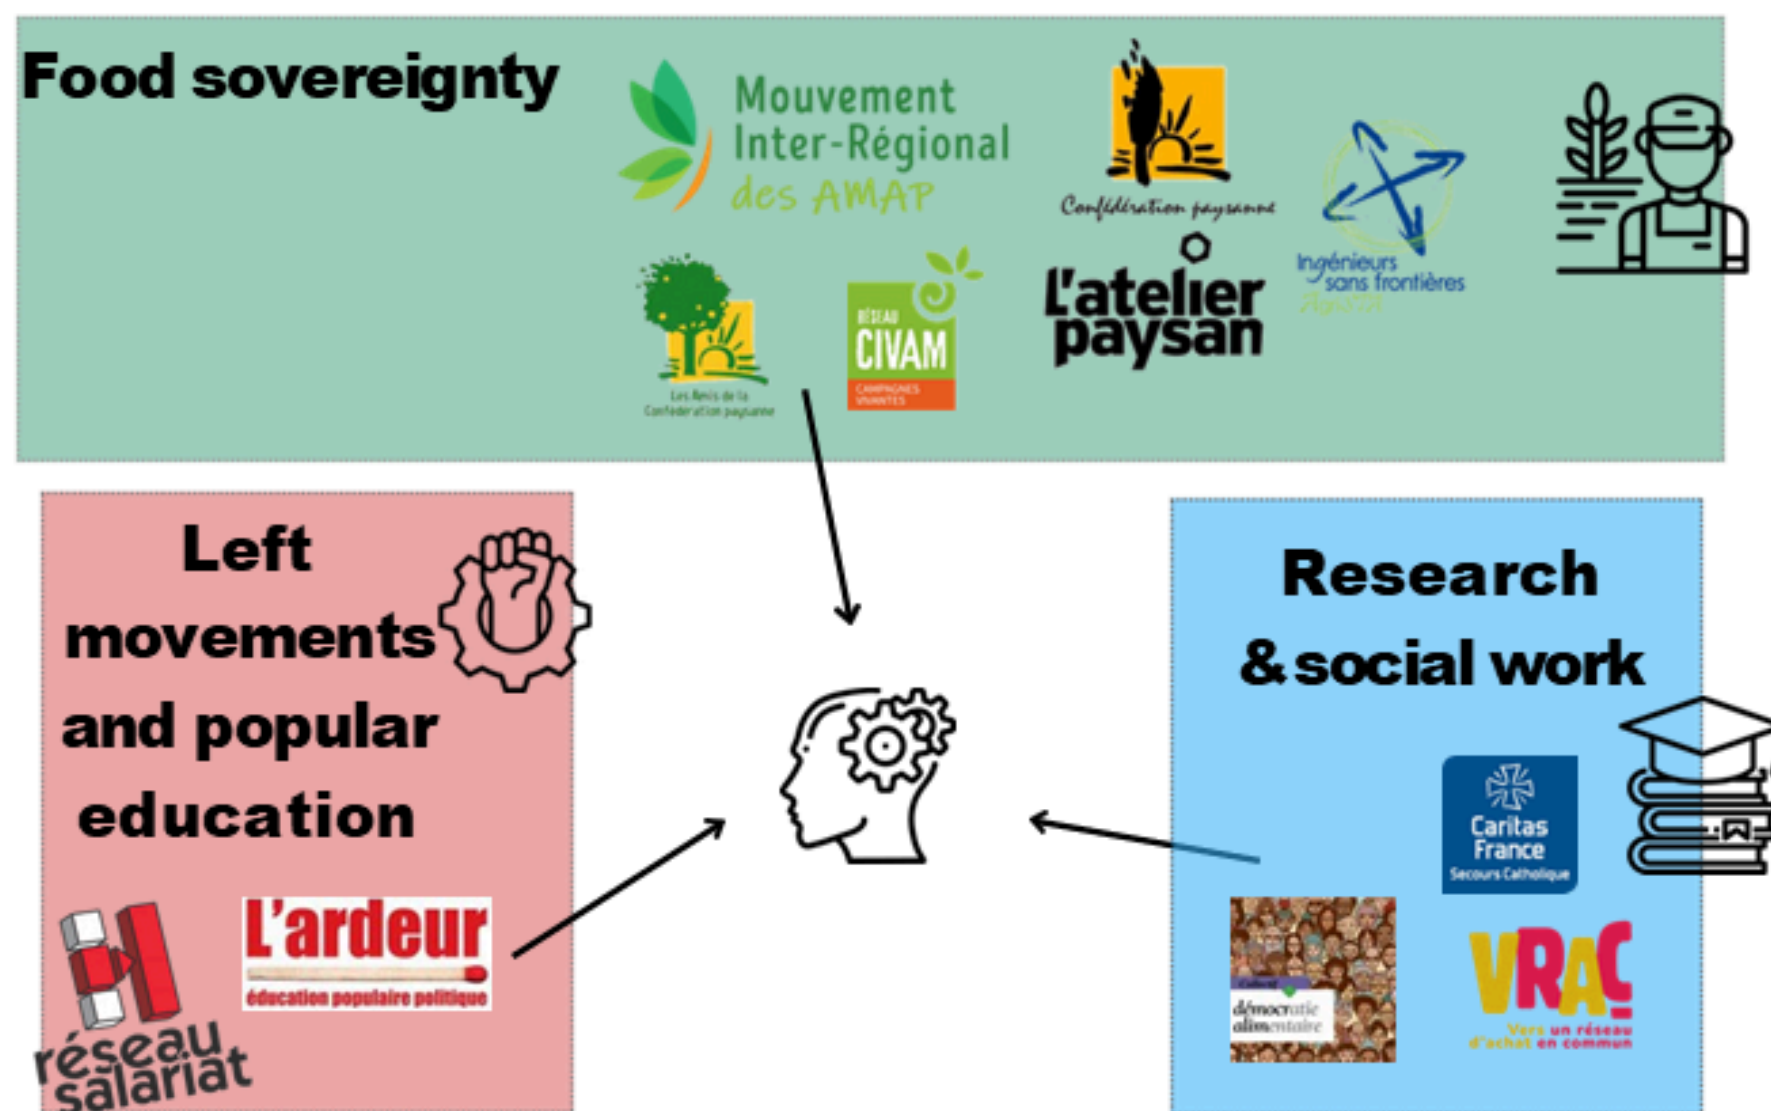 Food sovereignty
Mouvement
Inter-Régional
des AMAP
Confédération paysanne
Ingénieurs
sans frontières
AgriSTA
Les Amis de la
Confédération paysanne
RÉSEAU
CIVAM
CAMPAGNES
VIVANTES
L'atelier
paysan
Left
movements
and popular
education
réseau
salariat
L'ardeur
éducation populaire politique
Research
& social work
Caritas
France
Secours Catholique
Collectif
démocratie
alimentaire
VRAC
Vers un réseau
d'achat en commun